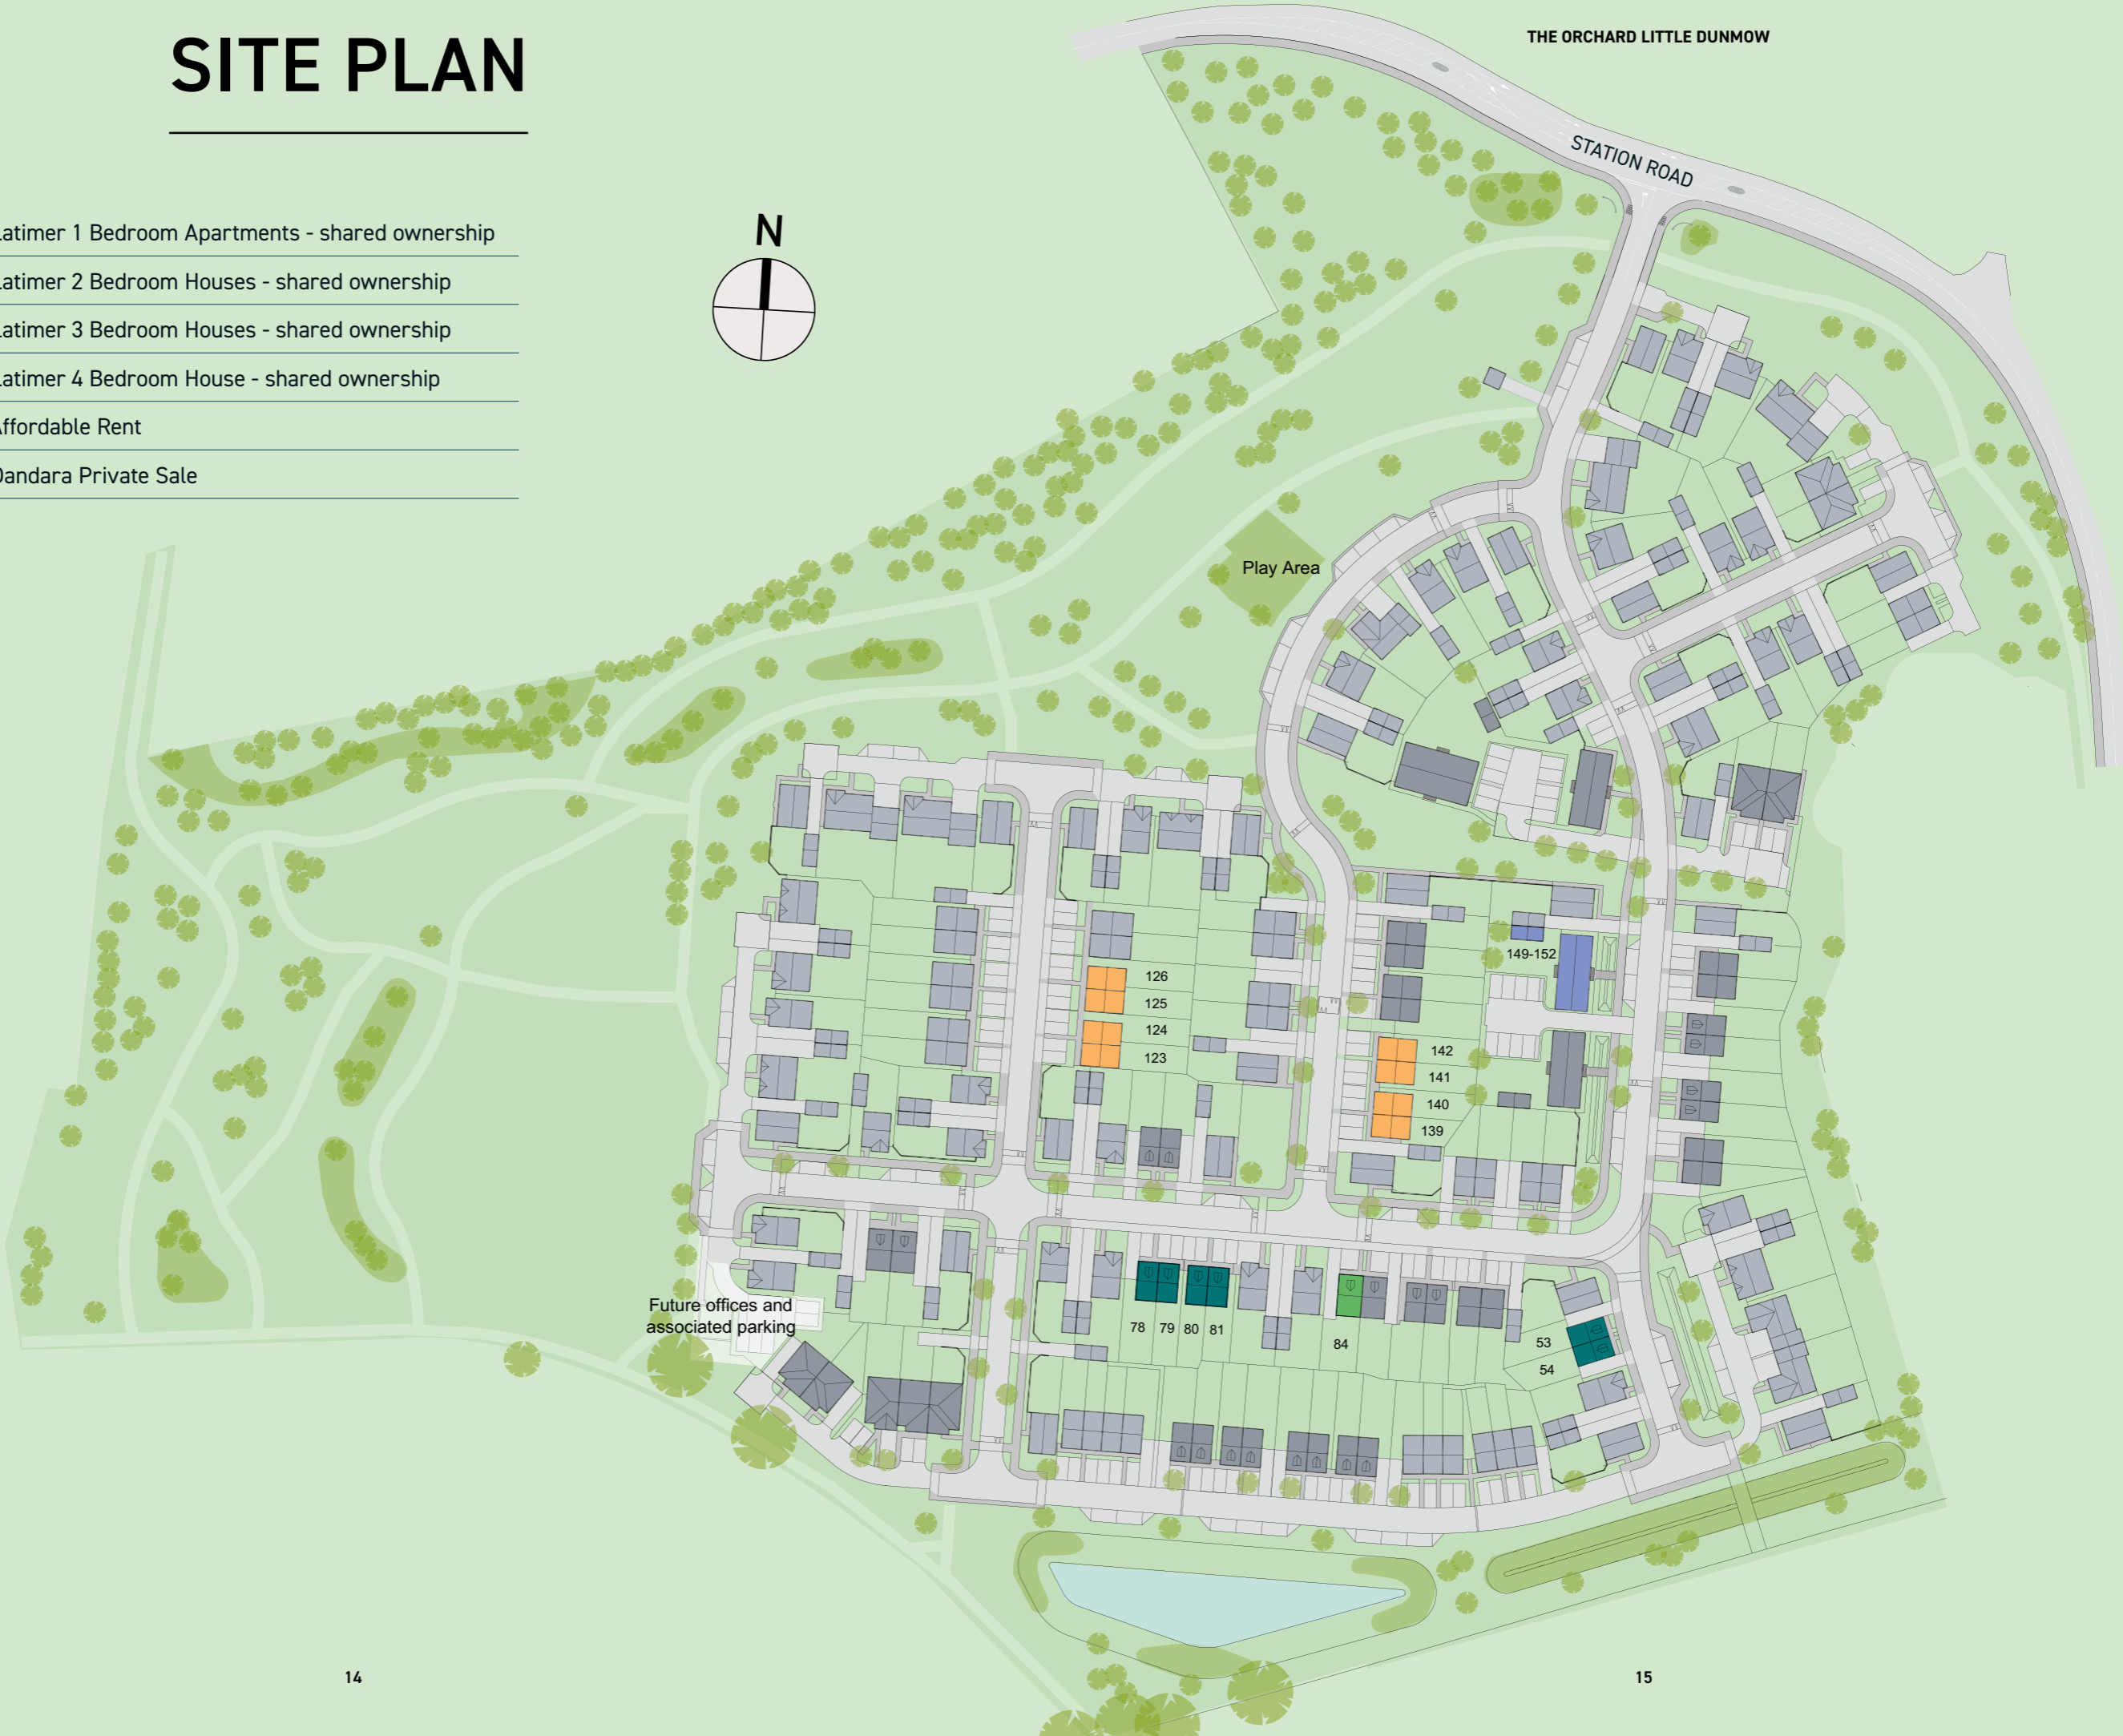 SITE PLAN
THE ORCHARD LITTLE DUNMOW
STATION ROAD
N
atimer 1 Bedroom Apartments - shared ownership
atimer 2 Bedroom Houses - shared ownership
atimer 3 Bedroom Houses - shared ownership
atimer 4 Bedroom House - shared ownership
ffordable Rent
Dandara Private Sale
Play Area
149-152
126
125
124
123
142
141
140
139
Future offices and
associated parking
78 79 80 81
84
53
54
14
15